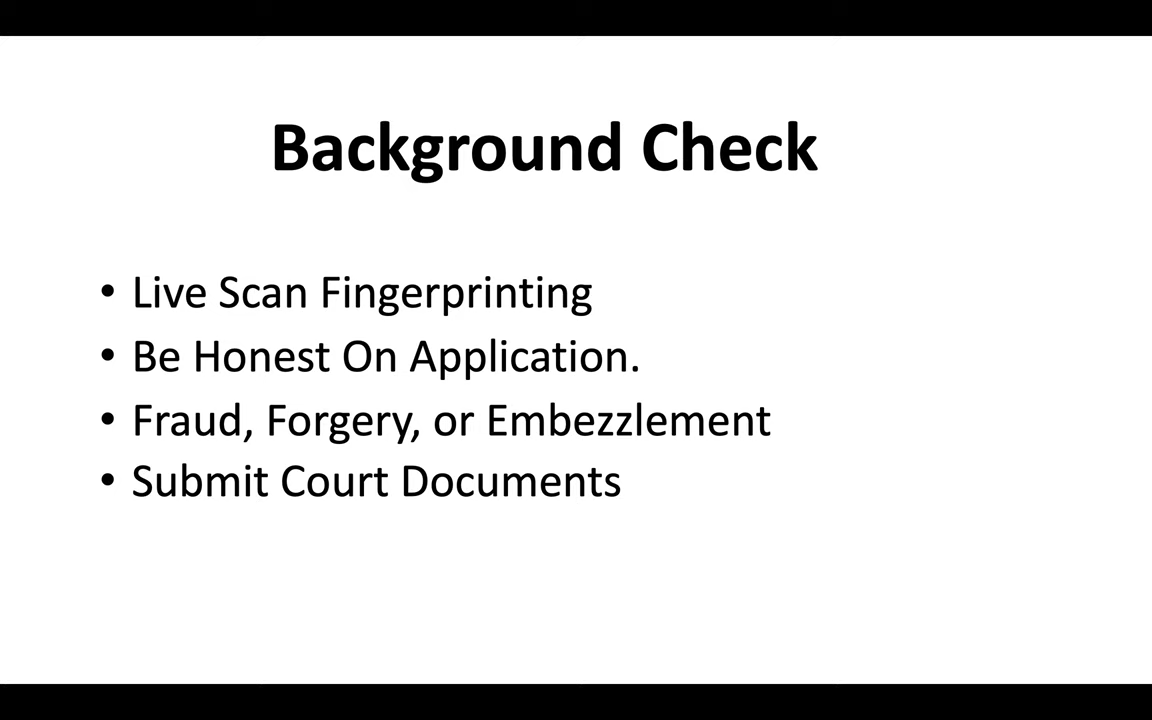 Background Check
• Live Scan Fingerprinting
• Be Honest On Application.
• Fraud, Forgery, or Embezzlement
• Submit Court Documents